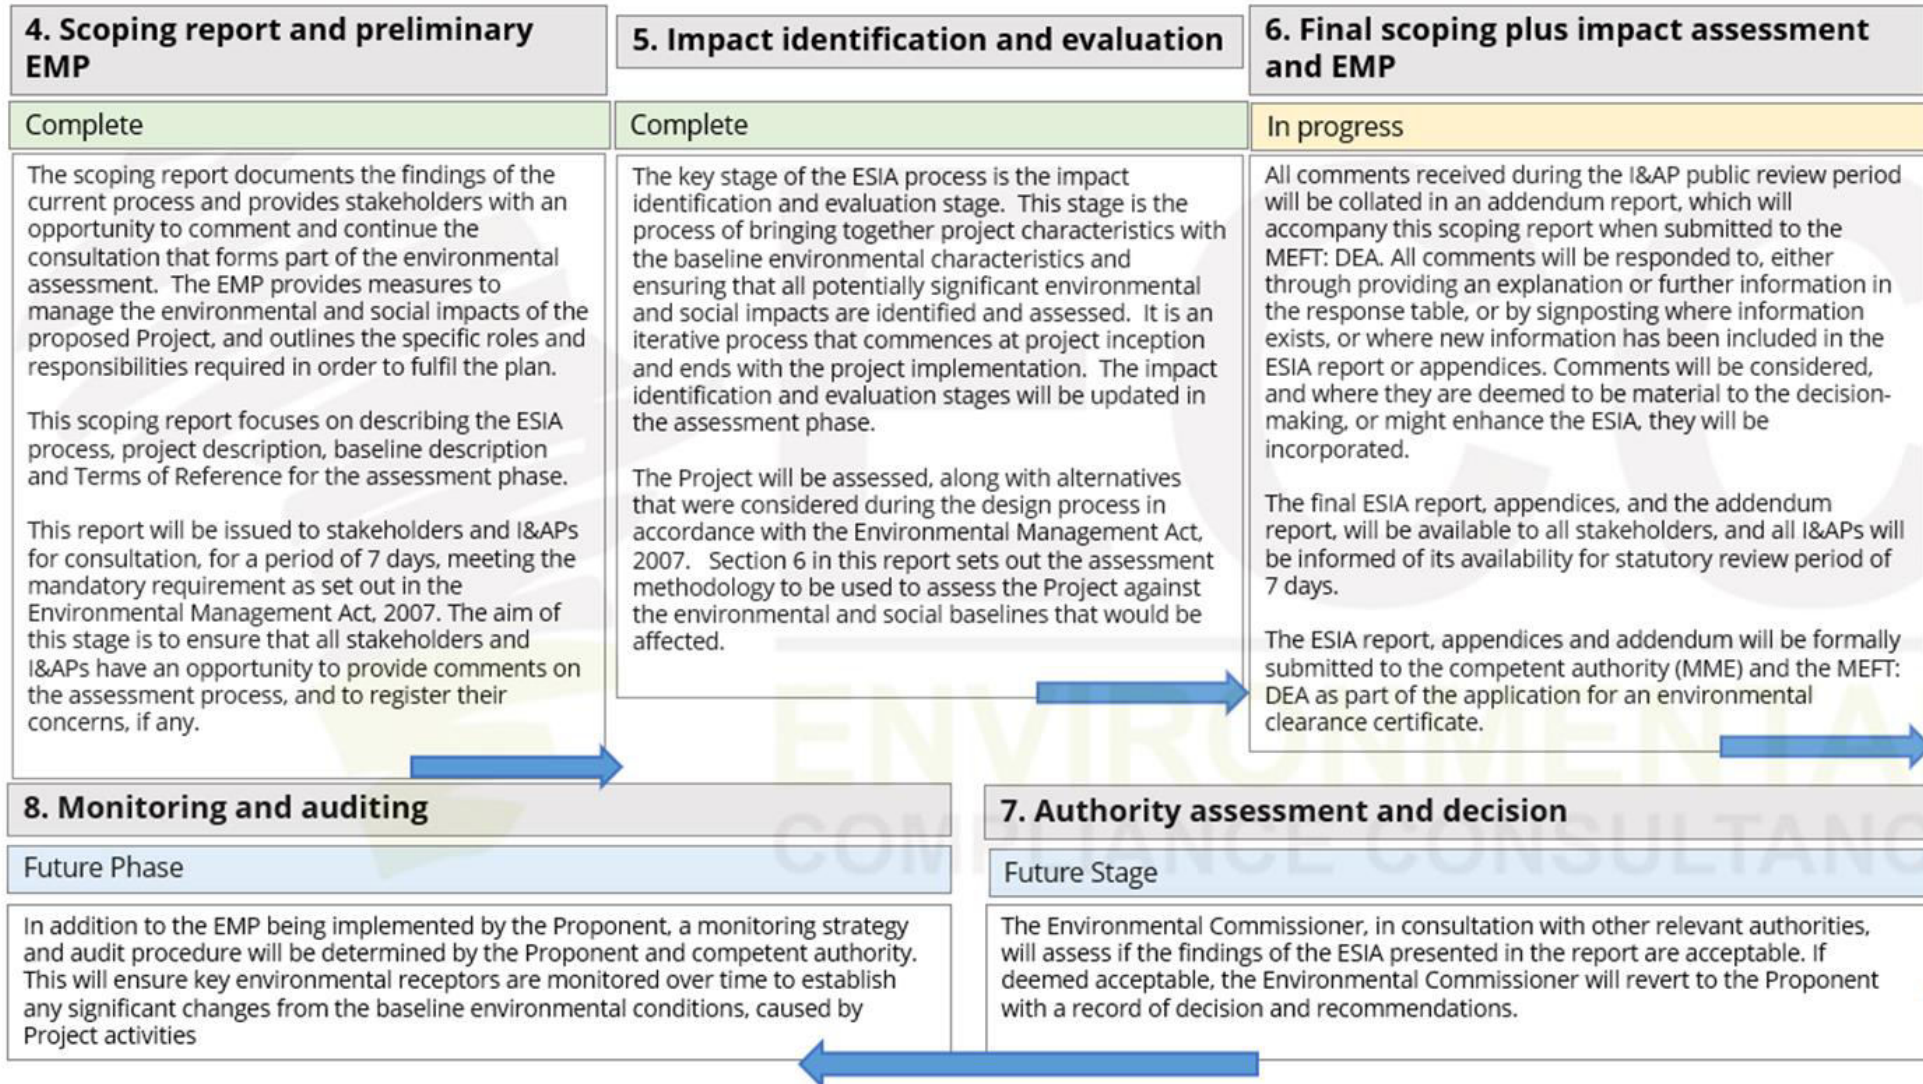 4. Scoping report and preliminary
EMP
Complete
The scoping report documents the findings of the
current process and provides stakeholders with an
opportunity to comment and continue the
consultation that forms part of the environmental
assessment. The EMP provides measures to
manage the environmental and social impacts of the
proposed Project, and outlines the specific roles and
responsibilities required in order to fulfil the plan.
This scoping report focuses on describing the ESIA
process, project description, baseline description
and Terms of Reference for the assessment phase.
This report will be issued to stakeholders and I&APs
for consultation, for a period of 7 days, meeting the
mandatory requirement as set out in the
Environmental Management Act, 2007. The aim of
this stage is to ensure that all stakeholders and
I&APs have an opportunity to provide comments on
the assessment process, and to register their
concerns, if any.
5. Impact identification and evaluation
Complete
The key stage of the ESIA process is the impact
identification and evaluation stage. This stage is the
process of bringing together project characteristics with
the baseline environmental characteristics and
ensuring that all potentially significant environmental
and social impacts are identified and assessed. It is an
iterative process that commences at project inception
and ends with the project implementation. The impact
identification and evaluation stages will be updated in
the assessment phase.
The Project will be assessed, along with alternatives
that were considered during the design process in
accordance with the Environmental Management Act,
2007. Section 6 in this report sets out the assessment
methodology to be used to assess the Project against
the environmental and social baselines that would be
affected.
6. Final scoping plus impact assessment
and EMP
In progress
All comments received during the I&AP public review period
will be collated in an addendum report, which will
accompany this scoping report when submitted to the
MEFT: DEA. All comments will be responded to, either
through providing an explanation or further information in
the response table, or by signposting where information
exists, or where new information has been included in the
ESIA report or appendices. Comments will be considered,
and where they are deemed to be material to the decision-
making, or might enhance the ESIA, they will be
incorporated.
The final ESIA report, appendices, and the addendum
report, will be available to all stakeholders, and all I&APs will
be informed of its availability for statutory review period of
7 days.
The ESIA report, appendices and addendum will be formally
submitted to the competent authority (MME) and the MEFT:
DEA as part of the application for an environmental
clearance certificate.
8. Monitoring and auditing
Future Phase
In addition to the EMP being implemented by the Proponent, a monitoring strategy
and audit procedure will be determined by the Proponent and competent authority.
This will ensure key environmental receptors are monitored over time to establish
any significant changes from the baseline environmental conditions, caused by
Project activities
7. Authority assessment and decision
Future Stage
The Environmental Commissioner, in consultation with other relevant authorities,
will assess if the findings of the ESIA presented in the report are acceptable. If
deemed acceptable, the Environmental Commissioner will revert to the Proponent
with a record of decision and recommendations.
ECC
ENVIRONMENTA
COMPLIANCE CONSULTANC